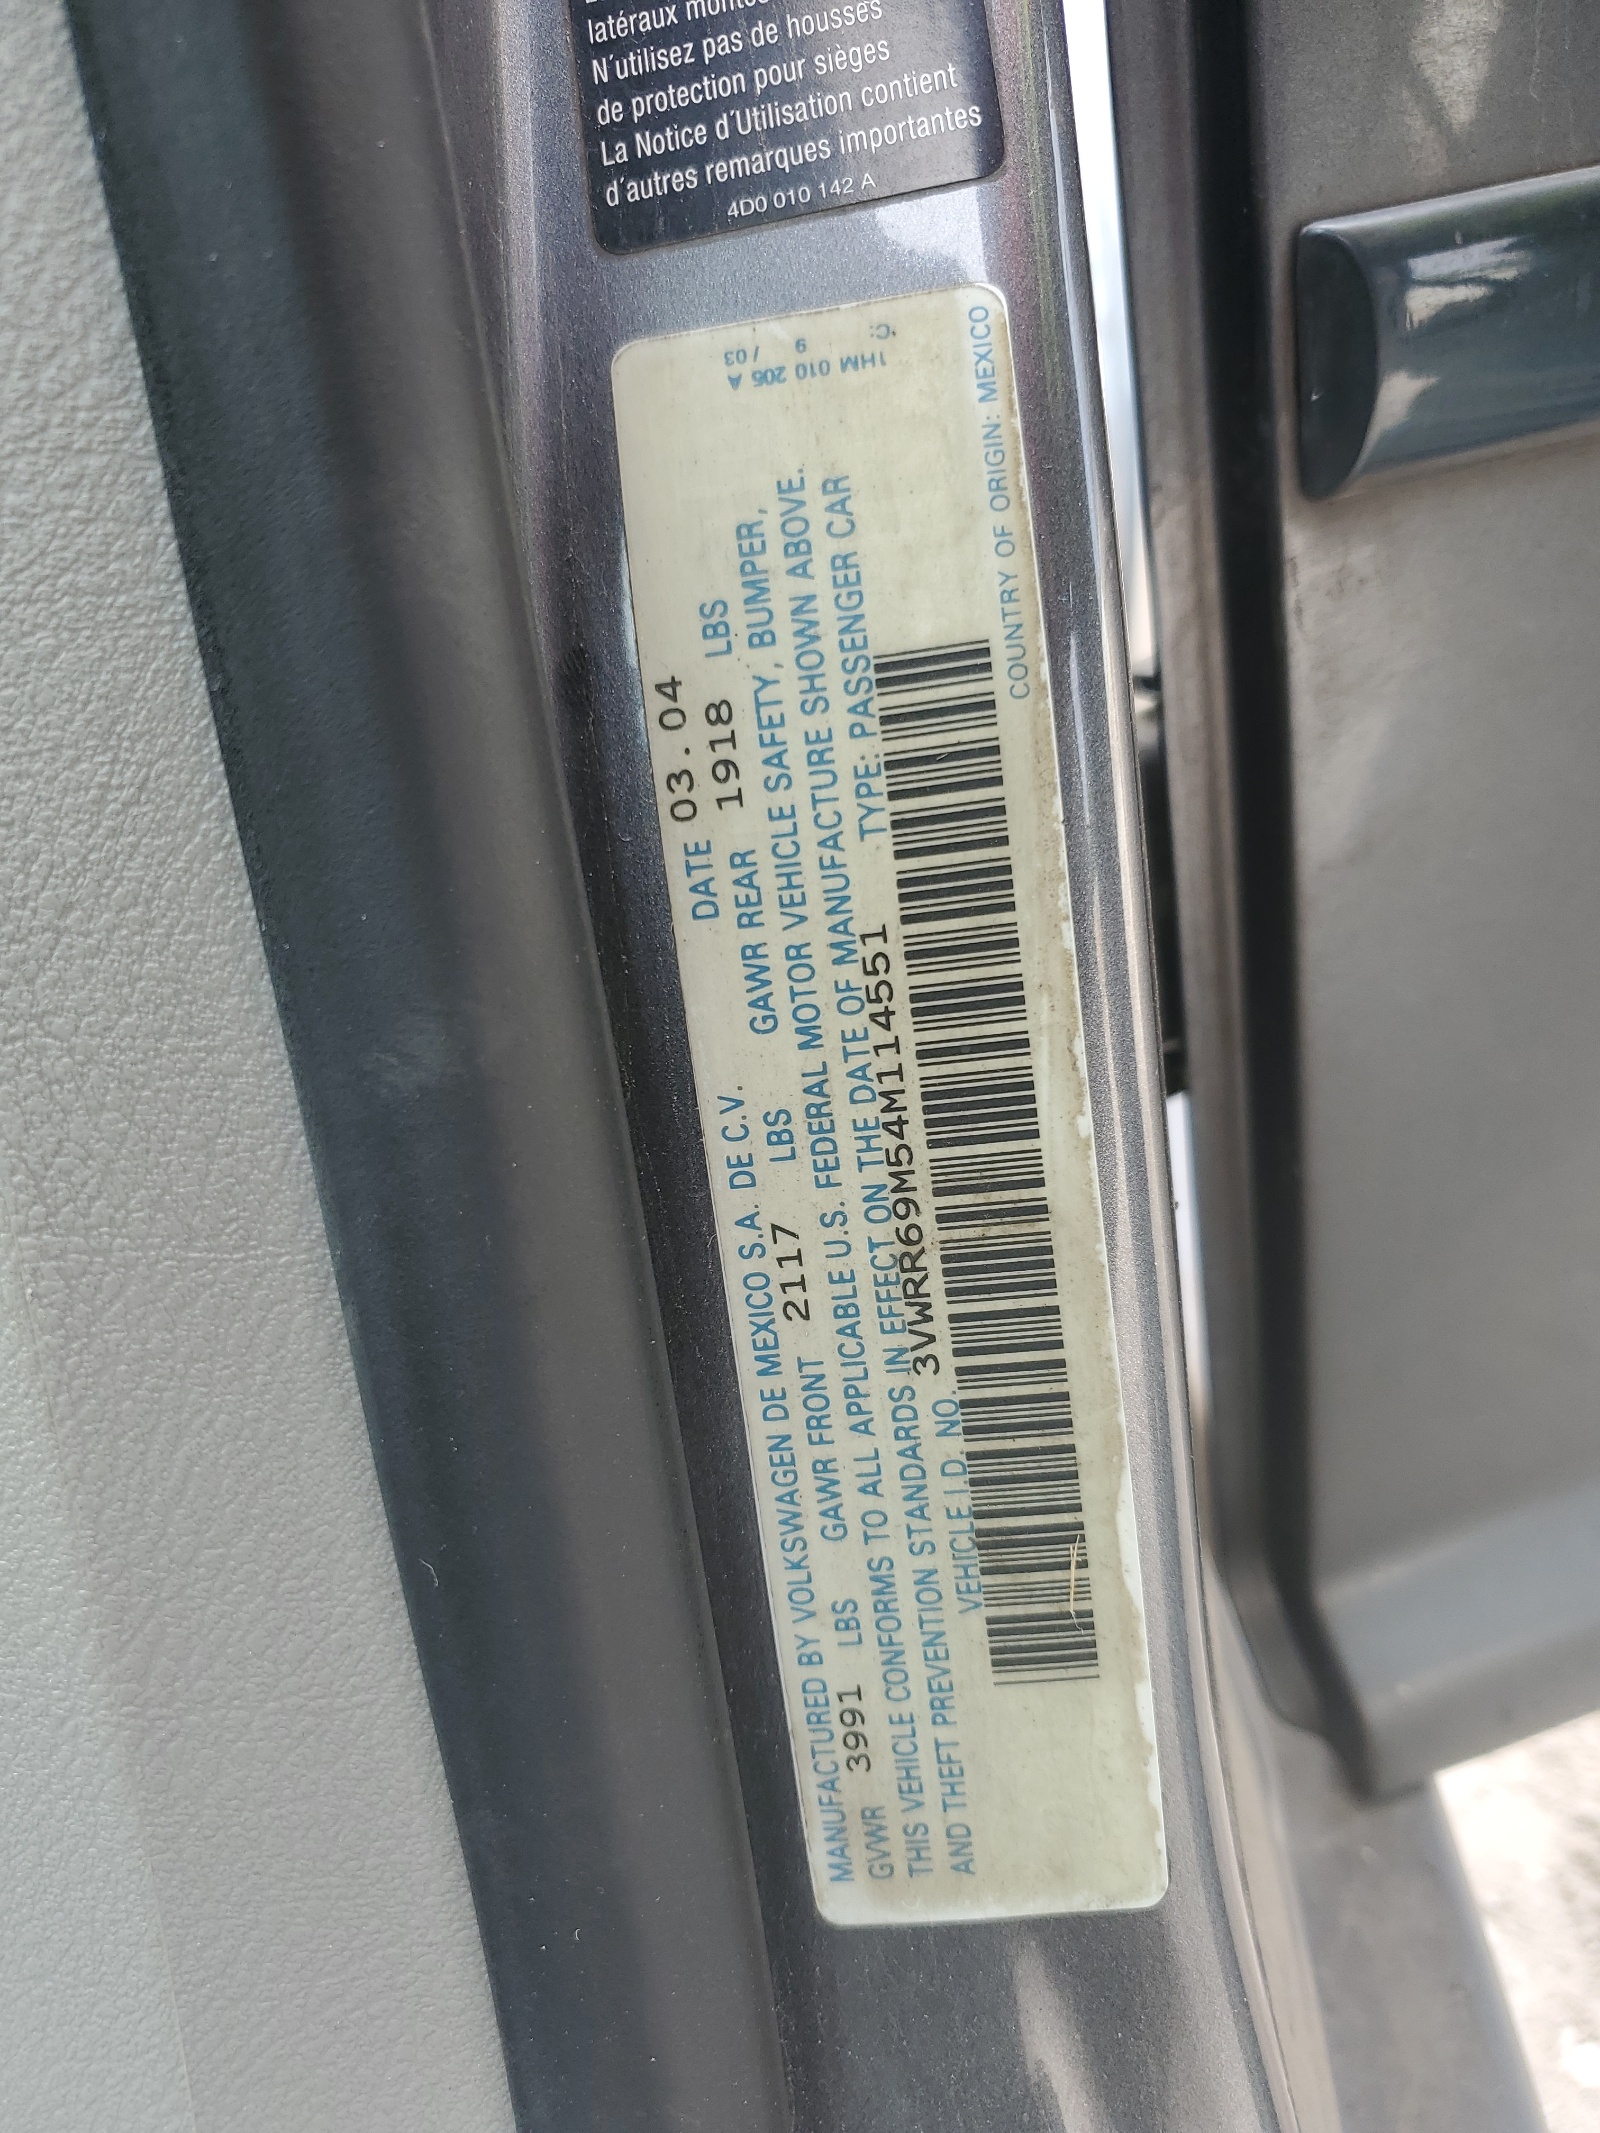 latéraux
N'utilisez pas de housses
de protection pour sièges
La Notice d'Utilisation contient
d'autres remarques importantes
4D0 010 142 A
MANUFACTURED BY VOLKSWAGEN DE MEXICO S.A. DE C.V. DATE 03.04
GVWR 3991 LBS GAWR FRONT 2117 LBS GAWR REAR 1918 LBS
THIS VEHICLE CONFORMS TO ALL APPLICABLE U.S. FEDERAL MOTOR VEHICLE SAFETY, BUMPER,
AND THEFT PREVENTION STANDARDS IN EFFECT ON THE DATE OF MANUFACTURE SHOWN ABOVE.
VEHICLE I.D. NO. 3VWRR69M54M114551 TYPE: PASSENGER CAR
COUNTRY OF ORIGIN: MEXICO
1HM 010 205 A
9 / 03